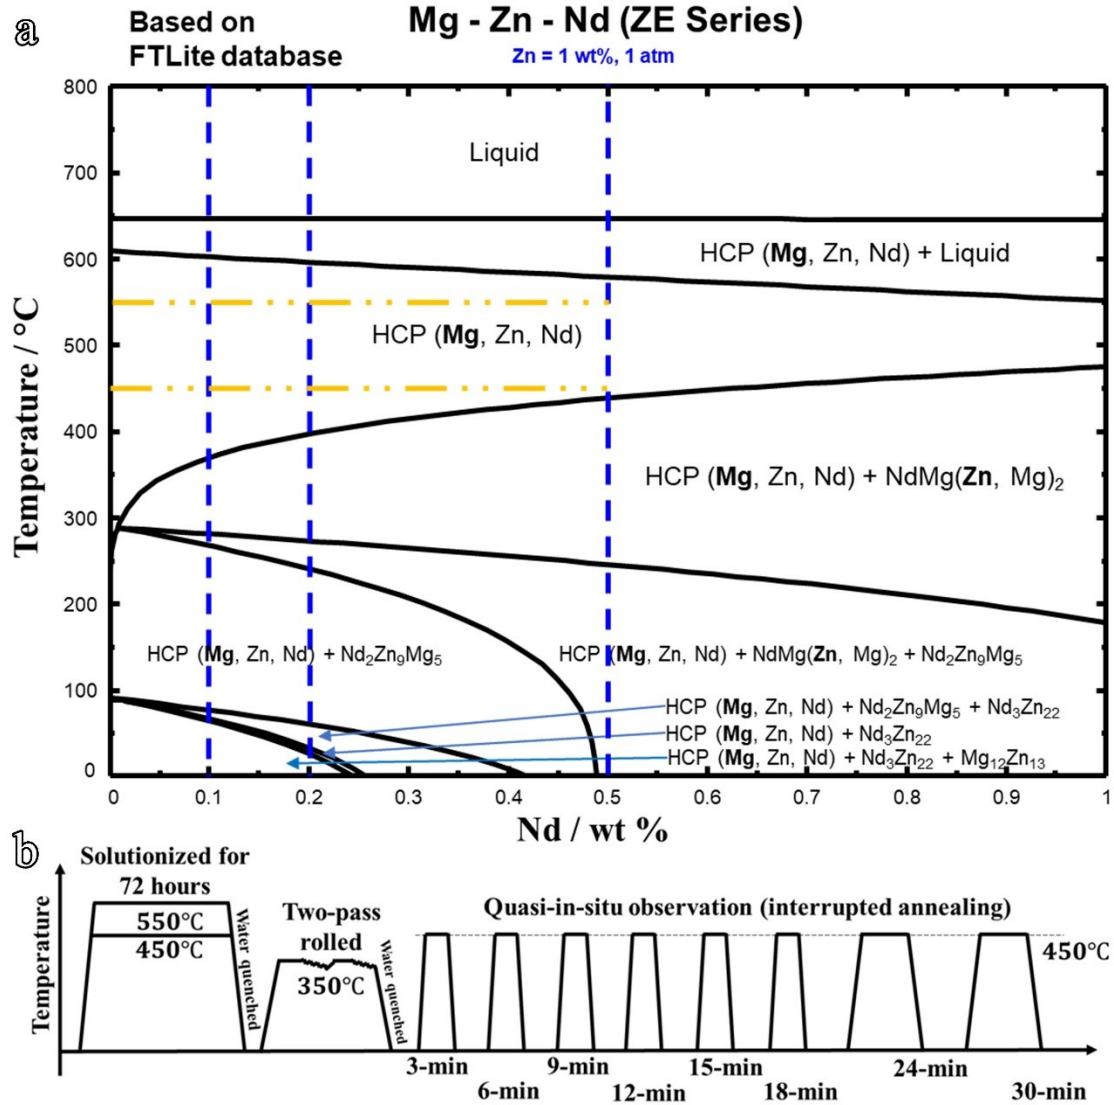 a
Based on
FTLite database
Mg - Zn - Nd (ZE Series)
Zn = 1 wt%, 1 atm
800
700
600
500
400
300
200
100
0
Temperature / °C
Liquid
HCP (Mg, Zn, Nd) + Liquid
HCP (Mg, Zn, Nd)
HCP (Mg, Zn, Nd) + NdMg(Zn, Mg)₂
HCP (Mg, Zn, Nd) + Nd₂Zn₉Mg₅
HCP (Mg, Zn, Nd) + NdMg(Zn, Mg)₂ + Nd₂Zn₉Mg₅
HCP (Mg, Zn, Nd) + Nd₂Zn₉Mg₅ + Nd₃Zn₂₂
HCP (Mg, Zn, Nd) + Nd₃Zn₂₂
HCP (Mg, Zn, Nd) + Nd₃Zn₂₂ + Mg₁₂Zn₁₃
0 0.1 0.2 0.3 0.4 0.5 0.6 0.7 0.8 0.9 1
Nd / wt %
b
Temperature
Solutionized for
72 hours
550°C
450°C
Water quenched
Two-pass
rolled
350°C
Water quenched
Quasi-in-situ observation (interrupted annealing)
450°C
3-min
6-min
9-min
12-min
15-min
18-min
24-min
30-min